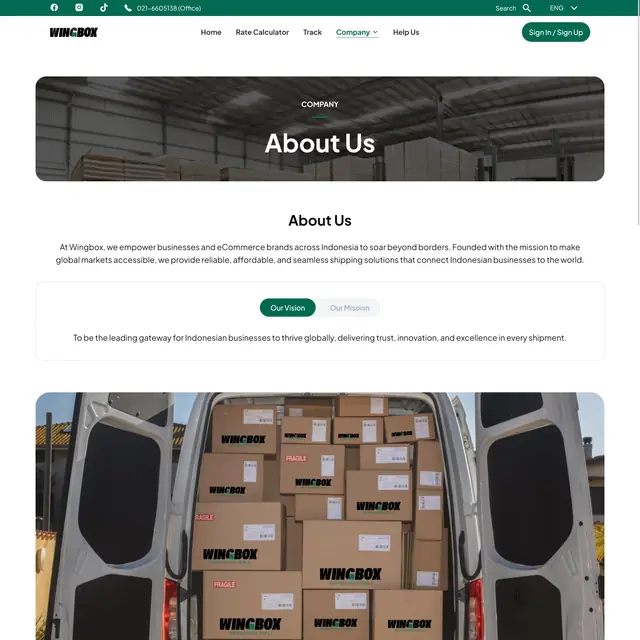 021-6605138 (Office)
Search
ENG
WINGBOX
Home
Rate Calculator
Track
Company
Help Us
Sign In / Sign Up
COMPANY
About Us
About Us
At Wingbox, we empower businesses and eCommerce brands across Indonesia to soar beyond borders. Founded with the mission to make
global markets accessible, we provide reliable, affordable, and seamless shipping solutions that connect Indonesian businesses to the world.
Our Vision
Our Mission
To be the leading gateway for Indonesian businesses to thrive globally, delivering trust, innovation, and excellence in every shipment.
WINGBOX
WINGBOX
WINGBOX
WINGBOX
FRAGILE
WINGBOX
WINGBOX
WINGBOX
FRAGILE
WINGBOX
WINGBOX
FRAGILE
WINGBOX
WINGBOX
WINGBOX